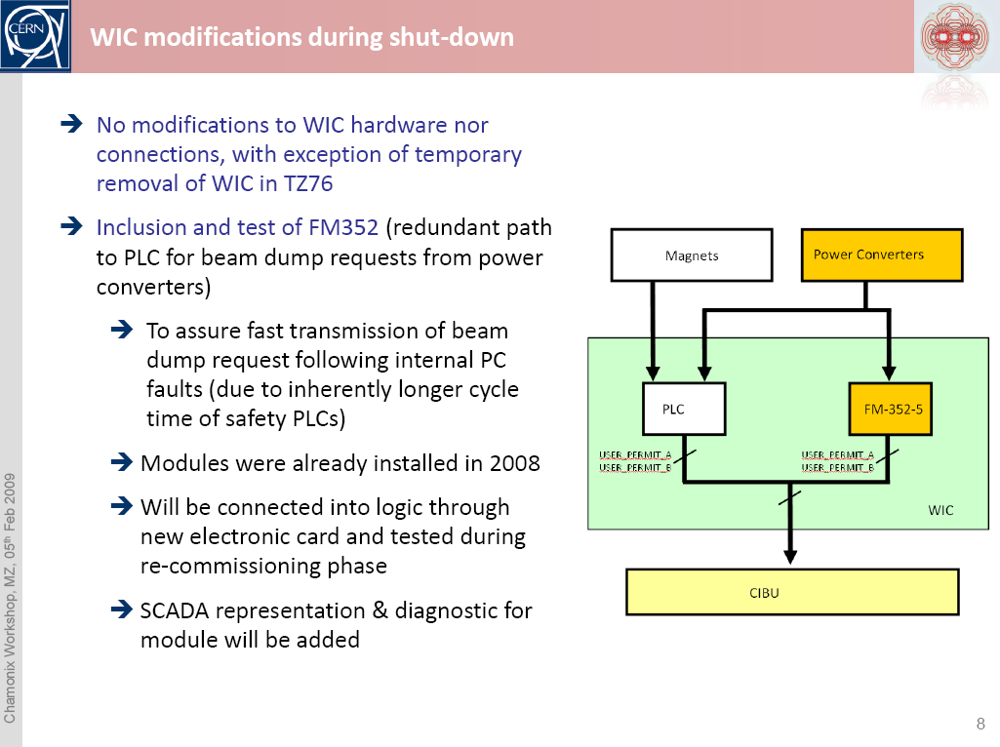 CERN
WIC modifications during shut-down
No modifications to WIC hardware nor
connections, with exception of temporary
removal of WIC in TZ76
Inclusion and test of FM352 (redundant path
to PLC for beam dump requests from power
converters)
To assure fast transmission of beam
dump request following internal PC
faults (due to inherently longer cycle
time of safety PLCs)
Modules were already installed in 2008
Will be connected into logic through
new electronic card and tested during
re-commissioning phase
SCADA representation & diagnostic for
module will be added
Magnets
Power Converters
PLC
FM-352-5
USER_PERMIT_A
USER_PERMIT_B
USER_PERMIT_A
USER_PERMIT_B
WIC
CIBU
Chamonix Workshop, MZ, 05th Feb 2009
8